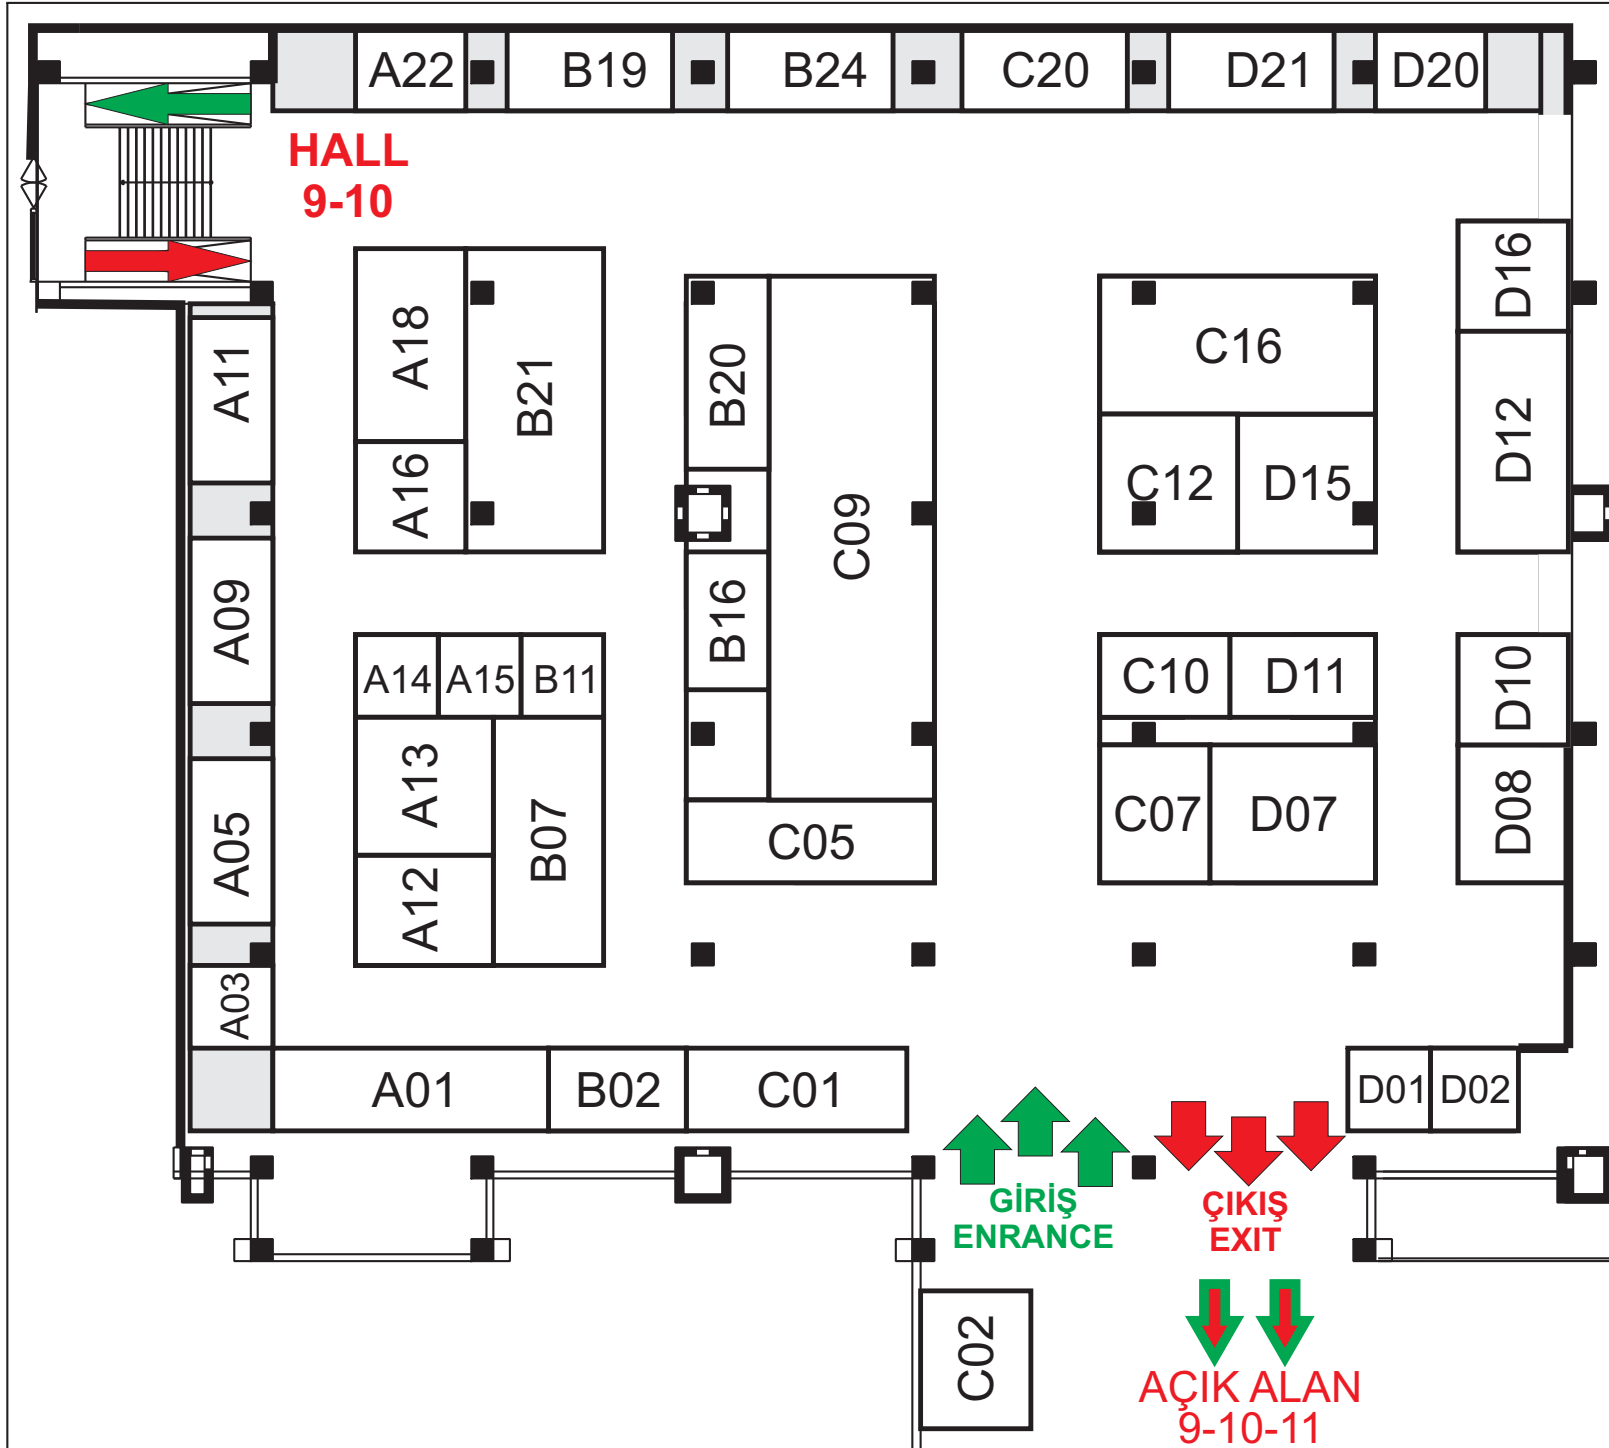 A22
B19
B24
C20
D21
D20
HALL
9-10
D16
A18
C16
A11
B20
B21
D12
A16
C12
D15
C09
A09
B16
A14
A15
B11
C10
D11
D10
A13
C07
D07
D08
B07
C05
A05
A12
A03
A01
B02
C01
D01
D02
GİRİŞ
ENRANCE
ÇIKIŞ
EXIT
C02
AÇIK ALAN
9-10-11